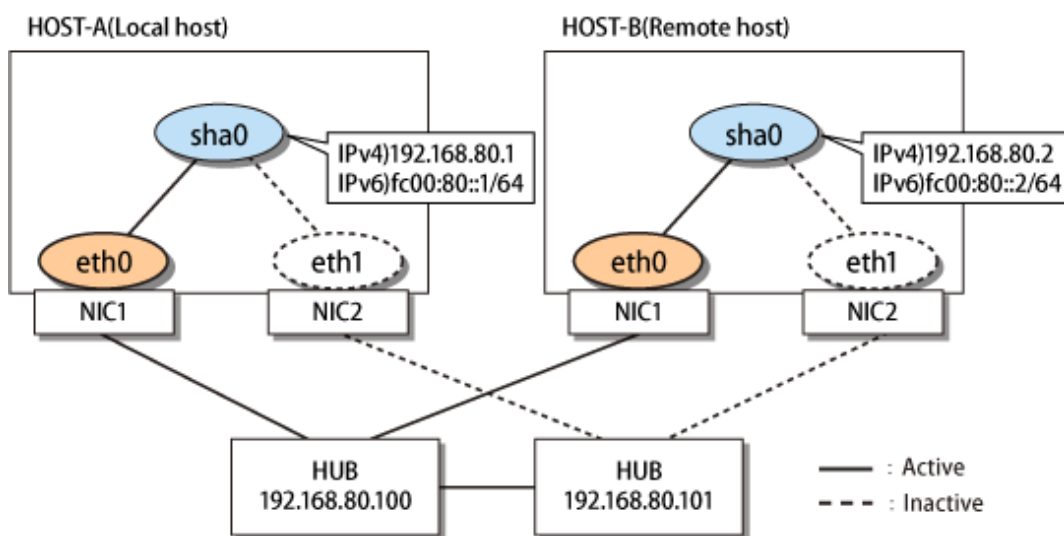 HOST-A(Local host)
HOST-B(Remote host)
sha0
IPv4)192.168.80.1
IPv6)fc00:80::1/64
sha0
IPv4)192.168.80.2
IPv6)fc00:80::2/64
eth0
eth1
eth0
eth1
NIC1
NIC2
NIC1
NIC2
HUB
192.168.80.100
HUB
192.168.80.101
: Active
: Inactive